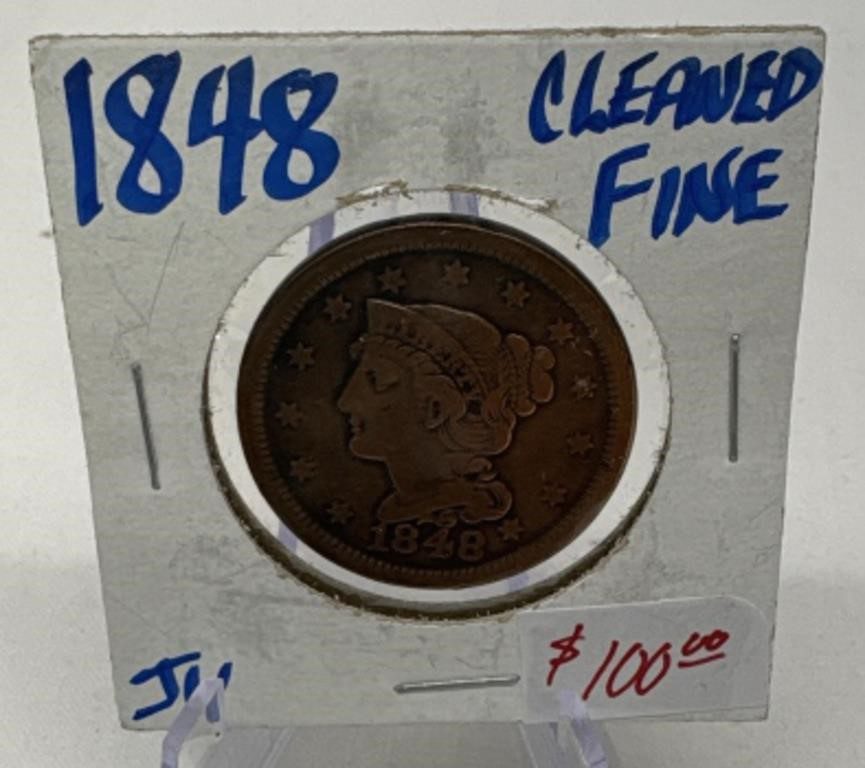 1848
CLEANED
FINE
LIBERTY
1848
$100.00